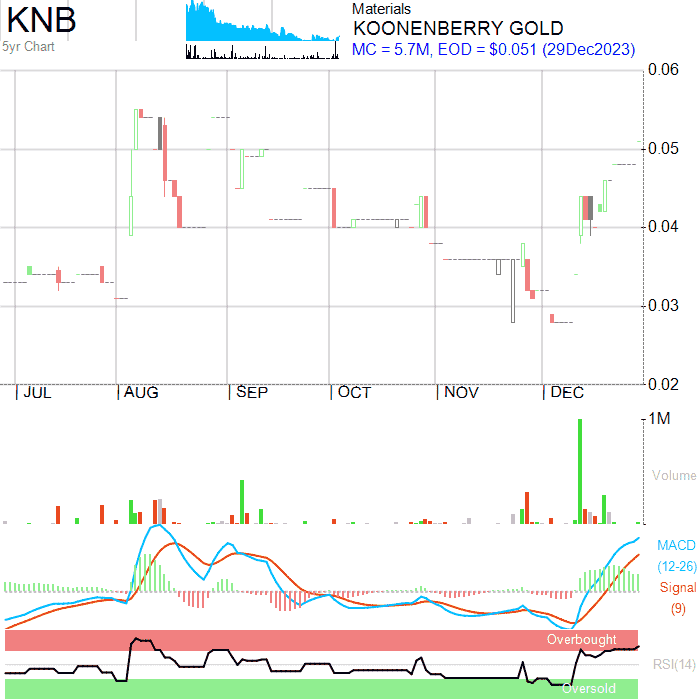 KNB
5yr Chart
Materials
KOONENBERRY GOLD
MC = 5.7M, EOD = $0.051 (29Dec2023)
0.06
0.05
0.04
0.03
0.02
JUL AUG SEP OCT NOV DEC
1M
Volume
MACD
(12-26)
Signal
(9)
Overbought
RSI(14)
Oversold